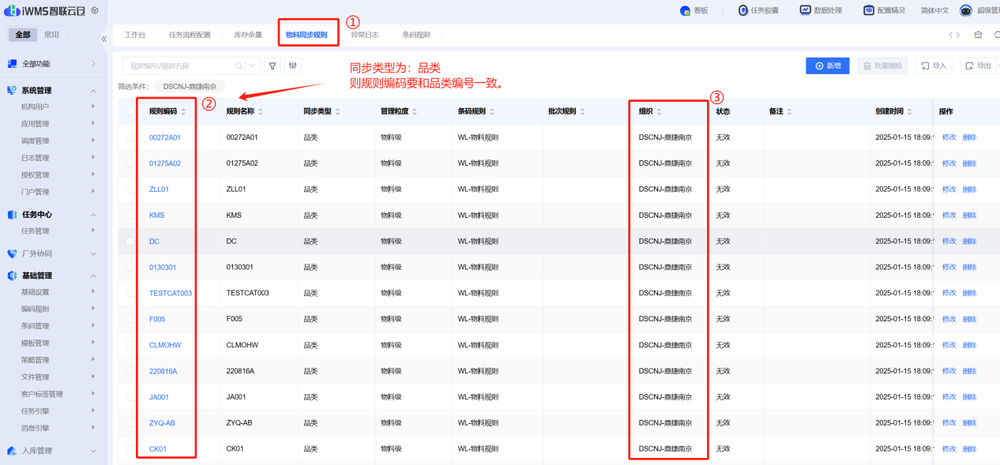 iWMS智联云仓 看板 任务胶囊 数据处理 配置精灵 简体中文 超级管
全部 常用
工作台 任务流程配置 库存余量 物料同步规则 异常日志 条码规则
①
全部功能
规则编号/规则名称
新增 批量删除 导入 导出
同步类型为：品类
则规则编码要和品类编号一致。
筛选条件： DSCNJ-鼎捷南京
② ③
规则编码 规则名称 同步类型 管理粒度 条码规则 批次规则 组织 状态 备注 创建时间 操作
00272A01 00272A01 品类 物料级 WL-物料规则 DSCNJ-鼎捷南京 无效 2025-01-15 18:09: 修改 删除
01275A02 01275A02 品类 物料级 WL-物料规则 DSCNJ-鼎捷南京 无效 2025-01-15 18:09: 修改 删除
ZLL01 ZLL01 品类 物料级 WL-物料规则 DSCNJ-鼎捷南京 无效 2025-01-15 18:09: 修改 删除
KMS KMS 品类 物料级 WL-物料规则 DSCNJ-鼎捷南京 无效 2025-01-15 18:09: 修改 删除
DC DC 品类 物料级 WL-物料规则 DSCNJ-鼎捷南京 无效 2025-01-15 18:09: 修改 删除
0130301 0130301 品类 物料级 WL-物料规则 DSCNJ-鼎捷南京 无效 2025-01-15 18:09: 修改 删除
TESTCAT003 TESTCAT003 品类 物料级 WL-物料规则 DSCNJ-鼎捷南京 无效 2025-01-15 18:09: 修改 删除
F005 F005 品类 物料级 WL-物料规则 DSCNJ-鼎捷南京 无效 2025-01-15 18:09: 修改 删除
CLMOHW CLMOHW 品类 物料级 WL-物料规则 DSCNJ-鼎捷南京 无效 2025-01-15 18:09: 修改 删除
220816A 220816A 品类 物料级 WL-物料规则 DSCNJ-鼎捷南京 无效 2025-01-15 18:09: 修改 删除
JA001 JA001 品类 物料级 WL-物料规则 DSCNJ-鼎捷南京 无效 2025-01-15 18:09: 修改 删除
ZYQ-AB ZYQ-AB 品类 物料级 WL-物料规则 DSCNJ-鼎捷南京 无效 2025-01-15 18:09: 修改 删除
CK01 CK01 品类 物料级 WL-物料规则 DSCNJ-鼎捷南京 无效 2025-01-15 18:09: 修改 删除
系统管理
机构用户
应用管理
调度管理
日志管理
授权管理
门户管理
任务中心
任务管理
厂外协同
基础管理
基础设置
编码规则
条码管理
模板管理
策略管理
文件管理
客户标签管理
任务引擎
消息引擎
入库管理